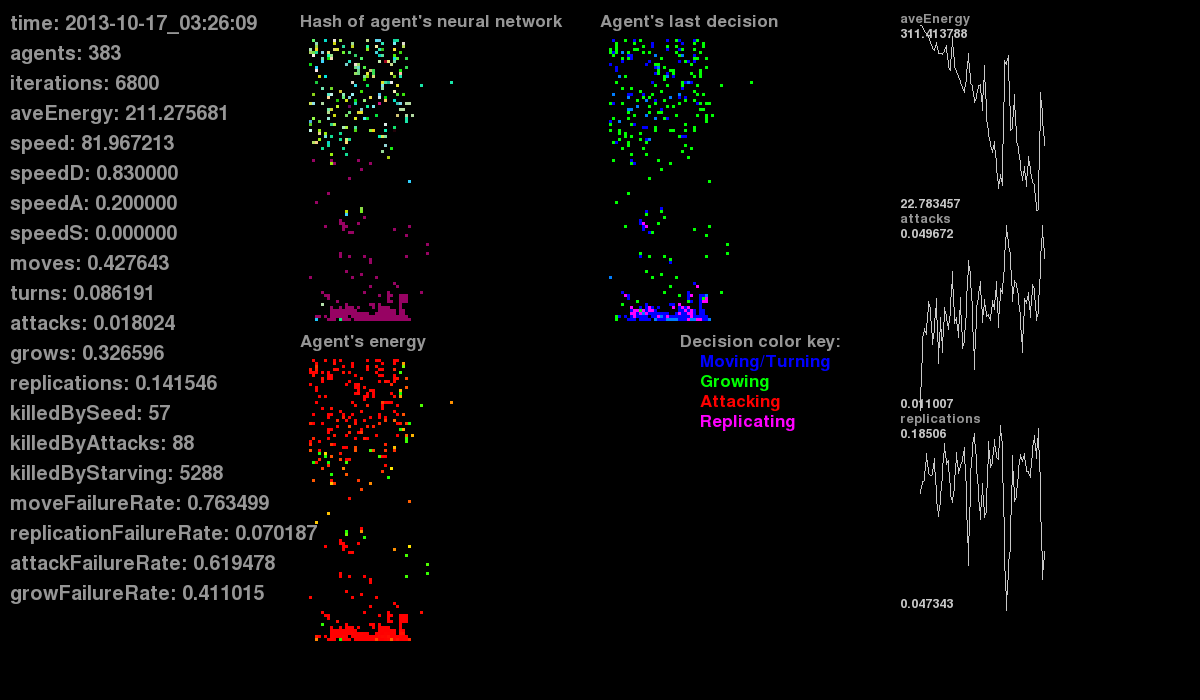 time: 2013-10-17_03:26:09
agents: 383
iterations: 6800
aveEnergy: 211.275681
speed: 81.967213
speedD: 0.830000
speedA: 0.200000
speedS: 0.000000
moves: 0.427643
turns: 0.086191
attacks: 0.018024
grows: 0.326596
replications: 0.141546
killedBySeed: 57
killedByAttacks: 88
killedByStarving: 5288
moveFailureRate: 0.763499
replicationFailureRate: 0.070187
attackFailureRate: 0.619478
growFailureRate: 0.411015
Hash of agent's neural network
Agent's last decision
Agent's energy
Decision color key:
Moving/Turning
Growing
Attacking
Replicating
aveEnergy
311.413788
22.783457
attacks
0.049672
0.011007
replications
0.18506
0.047343